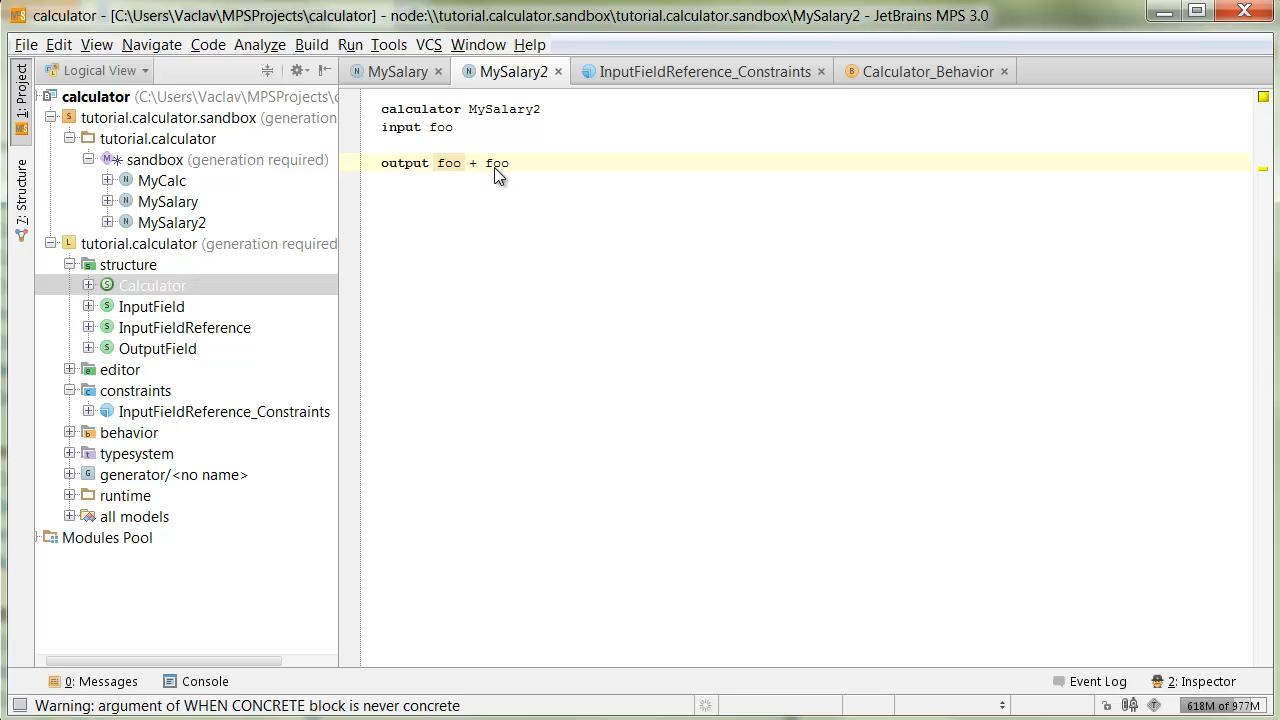 calculator - [C:\Users\Vaclav\MPSProjects\calculator] - node:\\tutorial.calculator.sandbox\tutorial.calculator.sandbox\MySalary2 - JetBrains MPS 3.0
File Edit View Navigate Code Analyze Build Run Tools VCS Window Help
1: Project
7: Structure
Logical View
MySalary
MySalary2
InputFieldReference_Constraints
Calculator_Behavior
calculator (C:\Users\Vaclav\MPSProjects\
tutorial.calculator.sandbox (generation
tutorial.calculator
sandbox (generation required)
MyCalc
MySalary
MySalary2
tutorial.calculator (generation required
structure
Calculator
InputField
InputFieldReference
OutputField
editor
constraints
InputFieldReference_Constraints
behavior
typesystem
generator/<no name>
runtime
all models
Modules Pool
calculator MySalary2
input foo
output foo + foo
0: Messages
Console
Event Log
2: Inspector
Warning: argument of WHEN CONCRETE block is never concrete
618M of 977M